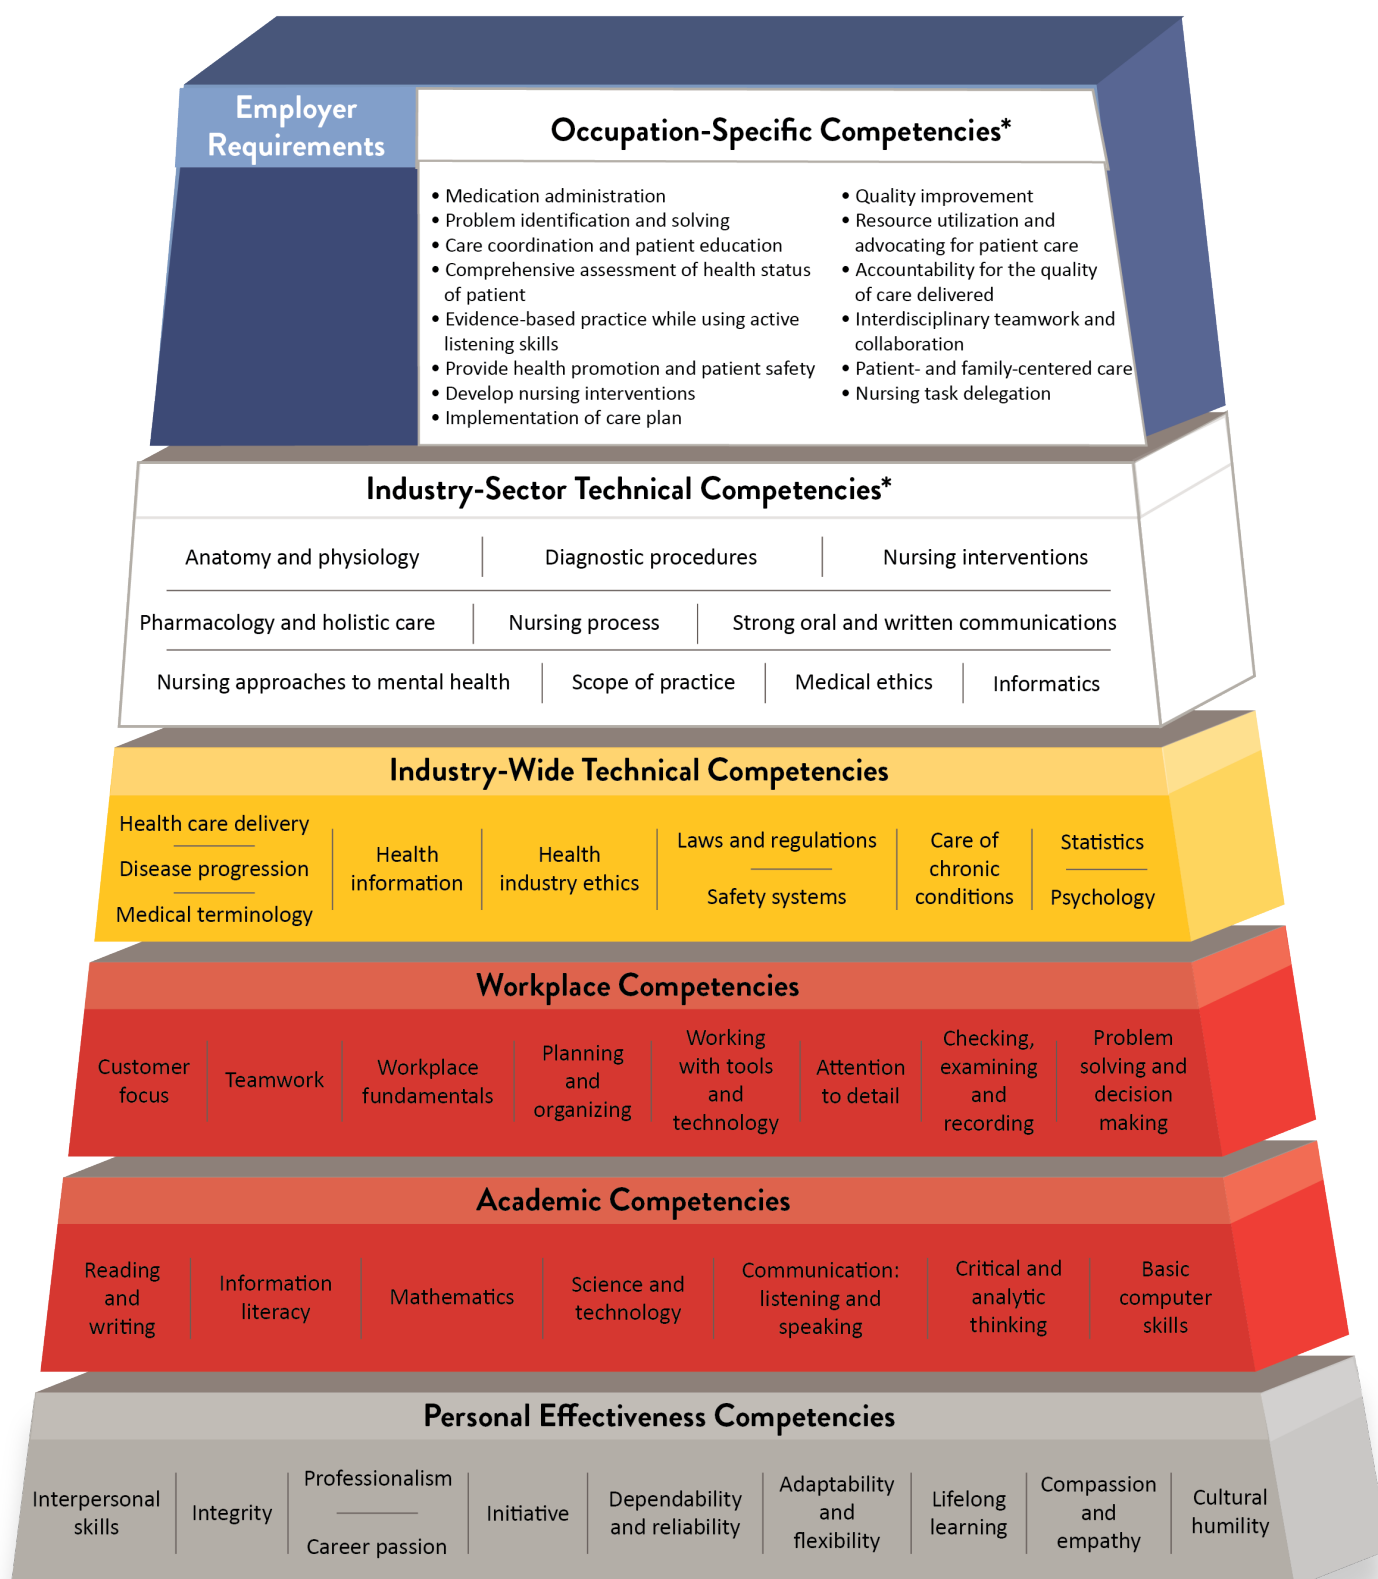 Employer
Requirements
Occupation-Specific Competencies*
• Medication administration
• Problem identification and solving
• Care coordination and patient education
• Comprehensive assessment of health status
of patient
• Evidence-based practice while using active
listening skills
• Provide health promotion and patient safety
• Develop nursing interventions
• Implementation of care plan
• Quality improvement
• Resource utilization and
advocating for patient care
• Accountability for the quality
of care delivered
• Interdisciplinary teamwork and
collaboration
• Patient- and family-centered care
• Nursing task delegation
Industry-Sector Technical Competencies*
Anatomy and physiology
Diagnostic procedures
Nursing interventions
Pharmacology and holistic care
Nursing process
Strong oral and written communications
Nursing approaches to mental health
Scope of practice
Medical ethics
Informatics
Industry-Wide Technical Competencies
Health care delivery
Disease progression
Medical terminology
Health
information
Health
industry ethics
Laws and regulations
Safety systems
Care of
chronic
conditions
Statistics
Psychology
Workplace Competencies
Customer
focus
Teamwork
Workplace
fundamentals
Planning
and
organizing
Working
with tools
and
technology
Attention
to detail
Checking,
examining
and
recording
Problem
solving and
decision
making
Academic Competencies
Reading
and
writing
Information
literacy
Mathematics
Science and
technology
Communication:
listening and
speaking
Critical and
analytic
thinking
Basic
computer
skills
Personal Effectiveness Competencies
Interpersonal
skills
Integrity
Professionalism
Career passion
Initiative
Dependability
and reliability
Adaptability
and
flexibility
Lifelong
learning
Compassion
and
empathy
Cultural
humility